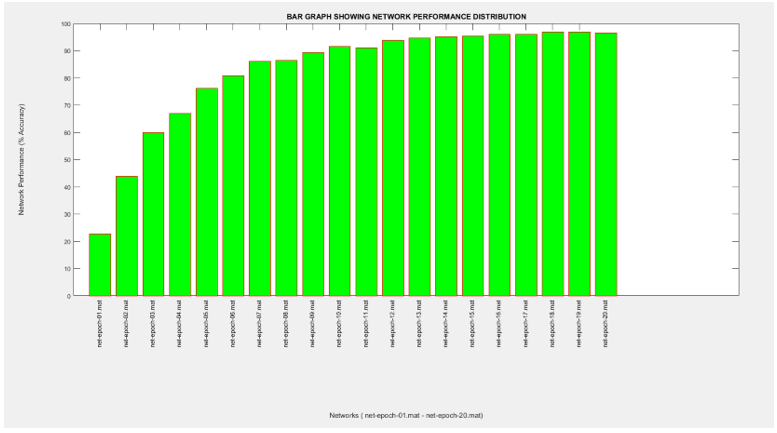 BAR GRAPH SHOWING NETWORK PERFORMANCE DISTRIBUTION
Network Performance (% Accuracy)
100
90
80
70
60
50
40
30
20
10
0
net-epoch-01.mat
net-epoch-02.mat
net-epoch-03.mat
net-epoch-04.mat
net-epoch-05.mat
net-epoch-06.mat
net-epoch-07.mat
net-epoch-08.mat
net-epoch-09.mat
net-epoch-10.mat
net-epoch-11.mat
net-epoch-12.mat
net-epoch-13.mat
net-epoch-14.mat
net-epoch-15.mat
net-epoch-16.mat
net-epoch-17.mat
net-epoch-18.mat
net-epoch-19.mat
net-epoch-20.mat
Networks ( net-epoch-01.mat - net-epoch-20.mat)